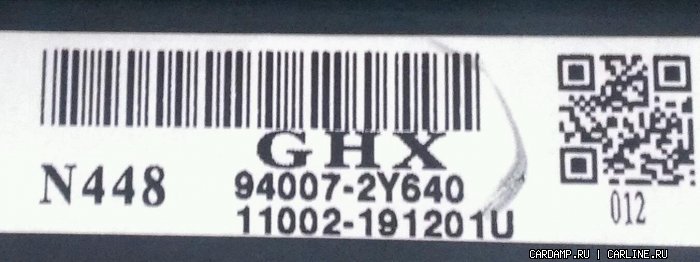 GHX
N448
94007-2Y640
11002-191201U
012
CARDAMP.RU | CARLINE.RU